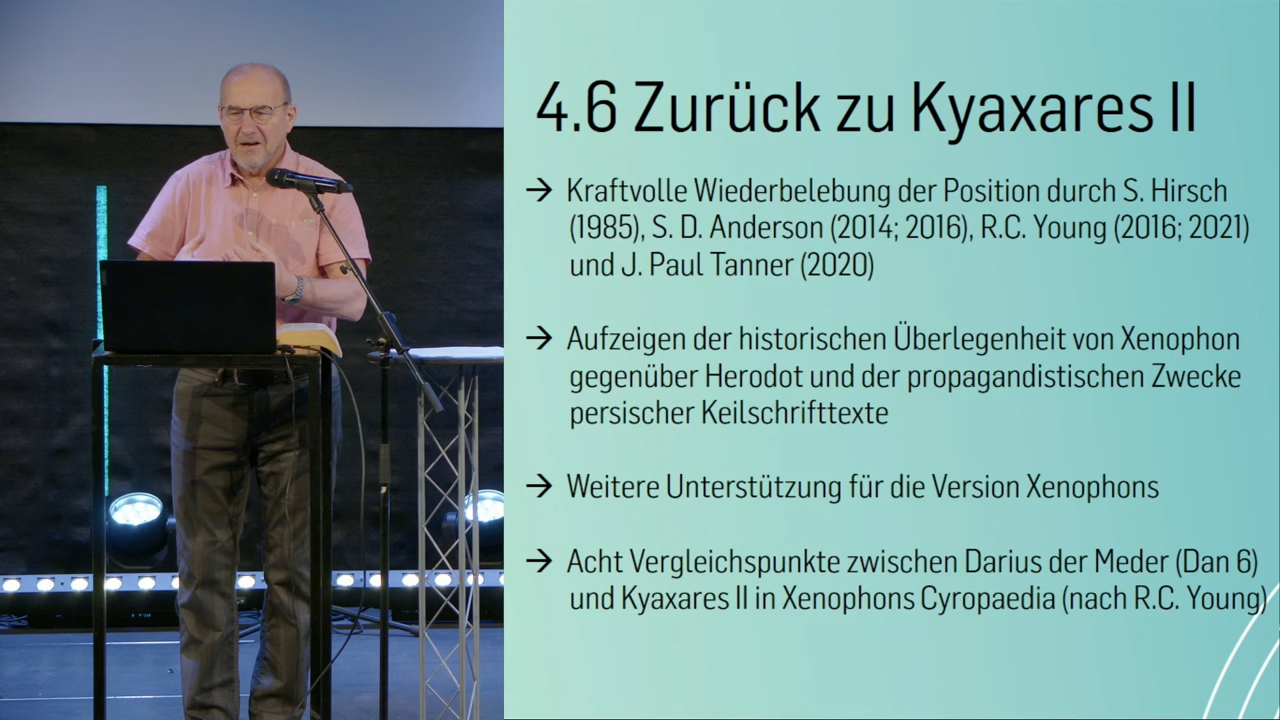 4.6 Zurück zu Kyaxares II
→ Kraftvolle Wiederbelebung der Position durch S. Hirsch
(1985), S. D. Anderson (2014; 2016), R.C. Young (2016; 2021)
und J. Paul Tanner (2020)
→ Aufzeigen der historischen Überlegenheit von Xenophon
gegenüber Herodot und der propagandistischen Zwecke
persischer Keilschrifttexte
→ Weitere Unterstützung für die Version Xenophons
→ Acht Vergleichspunkte zwischen Darius der Meder (Dan 6)
und Kyaxares II in Xenophons Cyropaedia (nach R.C. Young)